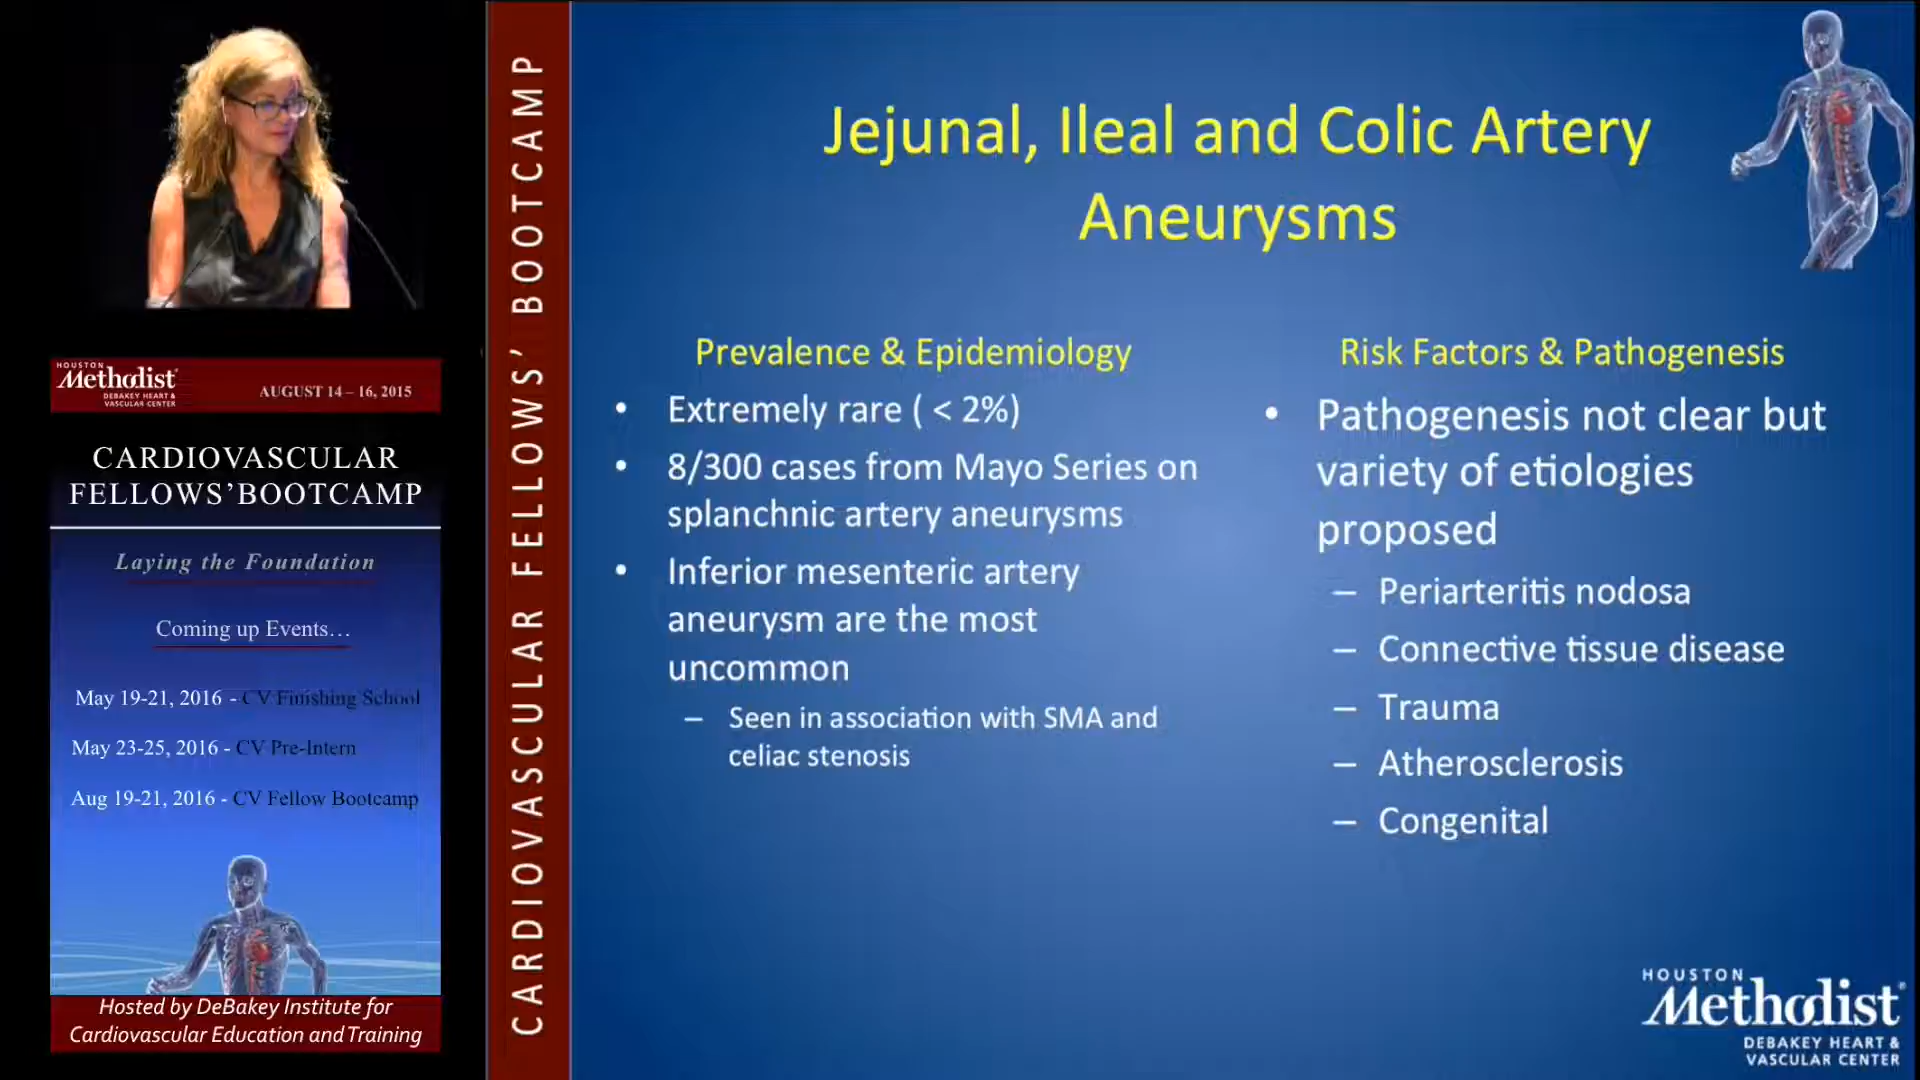 HOUSTON
Methodist
DEBAKEY HEART &
VASCULAR CENTER
AUGUST 14 – 16, 2015
CARDIOVASCULAR
FELLOWS’BOOTCAMP
Laying the Foundation
Coming up Events…
May 19-21, 2016 - CV Finishing School
May 23-25, 2016 - CV Pre-Intern
Aug 19-21, 2016 - CV Fellow Bootcamp
Hosted by DeBakey Institute for
Cardiovascular Education and Training
CARDIOVASCULAR FELLOWS’ BOOTCAMP
Jejunal, Ileal and Colic Artery
Aneurysms
Prevalence & Epidemiology
• Extremely rare ( < 2%)
• 8/300 cases from Mayo Series on
splanchnic artery aneurysms
• Inferior mesenteric artery
aneurysm are the most
uncommon
– Seen in association with SMA and
celiac stenosis
Risk Factors & Pathogenesis
• Pathogenesis not clear but
variety of etiologies
proposed
– Periarteritis nodosa
– Connective tissue disease
– Trauma
– Atherosclerosis
– Congenital
HOUSTON
Methodist®
DEBAKEY HEART &
VASCULAR CENTER